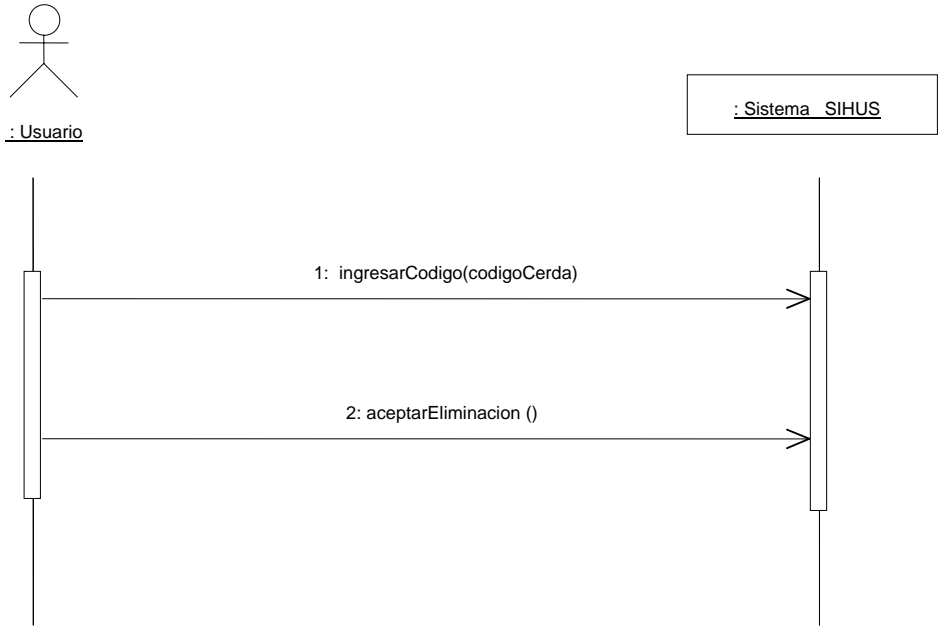 : Usuario
: Sistema SIHUS
1: ingresarCodigo(codigoCerda)
2: aceptarEliminacion ()